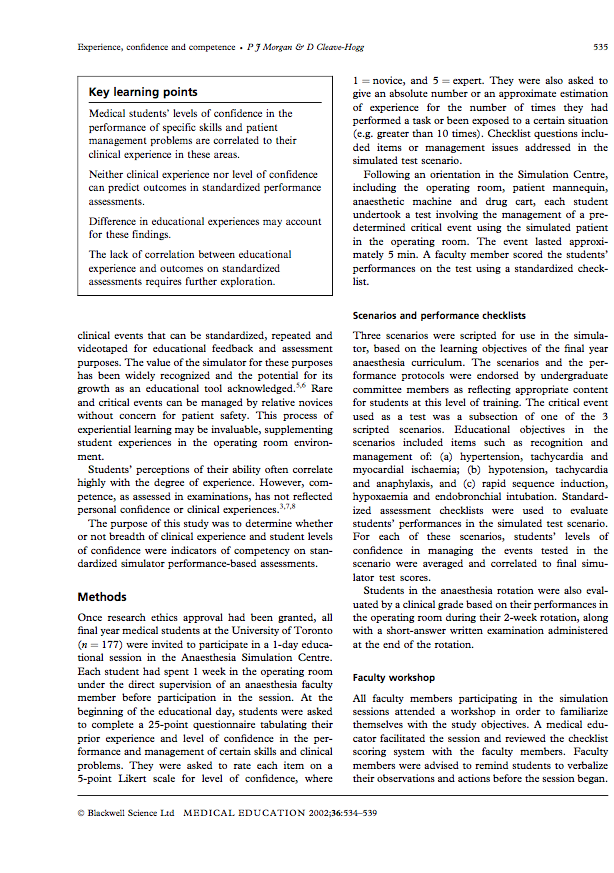 Experience, confidence and competence • P J Morgan & D Cleave-Hogg
535
Key learning points
Medical students' levels of confidence in the
performance of specific skills and patient
management problems are correlated to their
clinical experience in these areas.
Neither clinical experience nor level of confidence
can predict outcomes in standardized performance
assessments.
Difference in educational experiences may account
for these findings.
The lack of correlation between educational
experience and outcomes on standardized
assessments requires further exploration.
clinical events that can be standardized, repeated and
videotaped for educational feedback and assessment
purposes. The value of the simulator for these purposes
has been widely recognized and the potential for its
growth as an educational tool acknowledged.5,6 Rare
and critical events can be managed by relative novices
without concern for patient safety. This process of
experiential learning may be invaluable, supplementing
student experiences in the operating room environ-
ment.
Students' perceptions of their ability often correlate
highly with the degree of experience. However, com-
petence, as assessed in examinations, has not reflected
personal confidence or clinical experiences.3,7,8
The purpose of this study was to determine whether
or not breadth of clinical experience and student levels
of confidence were indicators of competency on stan-
dardized simulator performance-based assessments.
Methods
Once research ethics approval had been granted, all
final year medical students at the University of Toronto
(n = 177) were invited to participate in a 1-day educa-
tional session in the Anaesthesia Simulation Centre.
Each student had spent 1 week in the operating room
under the direct supervision of an anaesthesia faculty
member before participation in the session. At the
beginning of the educational day, students were asked
to complete a 25-point questionnaire tabulating their
prior experience and level of confidence in the per-
formance and management of certain skills and clinical
problems. They were asked to rate each item on a
5-point Likert scale for level of confidence, where
1 = novice, and 5 = expert. They were also asked to
give an absolute number or an approximate estimation
of experience for the number of times they had
performed a task or been exposed to a certain situation
(e.g. greater than 10 times). Checklist questions inclu-
ded items or management issues addressed in the
simulated test scenario.
Following an orientation in the Simulation Centre,
including the operating room, patient mannequin,
anaesthetic machine and drug cart, each student
undertook a test involving the management of a pre-
determined critical event using the simulated patient
in the operating room. The event lasted approxi-
mately 5 min. A faculty member scored the students'
performances on the test using a standardized check-
list.
Scenarios and performance checklists
Three scenarios were scripted for use in the simula-
tor, based on the learning objectives of the final year
anaesthesia curriculum. The scenarios and the per-
formance protocols were endorsed by undergraduate
committee members as reflecting appropriate content
for students at this level of training. The critical event
used as a test was a subsection of one of the 3
scripted scenarios. Educational objectives in the
scenarios included items such as recognition and
management of: (a) hypertension, tachycardia and
myocardial ischaemia; (b) hypotension, tachycardia
and anaphylaxis, and (c) rapid sequence induction,
hypoxaemia and endobronchial intubation. Standard-
ized assessment checklists were used to evaluate
students' performances in the simulated test scenario.
For each of these scenarios, students' levels of
confidence in managing the events tested in the
scenario were averaged and correlated to final simu-
lator test scores.
Students in the anaesthesia rotation were also eval-
uated by a clinical grade based on their performances in
the operating room during their 2-week rotation, along
with a short-answer written examination administered
at the end of the rotation.
Faculty workshop
All faculty members participating in the simulation
sessions attended a workshop in order to familiarize
themselves with the study objectives. A medical edu-
cator facilitated the session and reviewed the checklist
scoring system with the faculty members. Faculty
members were advised to remind students to verbalize
their observations and actions before the session began.
© Blackwell Science Ltd MEDICAL EDUCATION 2002;36:534–539